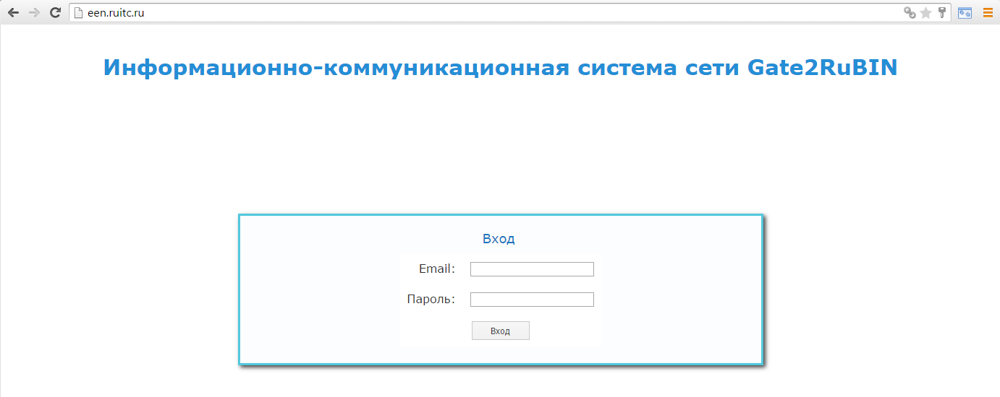 een.ruitc.ru
Информационно-коммуникационная система сети Gate2RuBIN
Вход
Email:
Пароль:
Вход